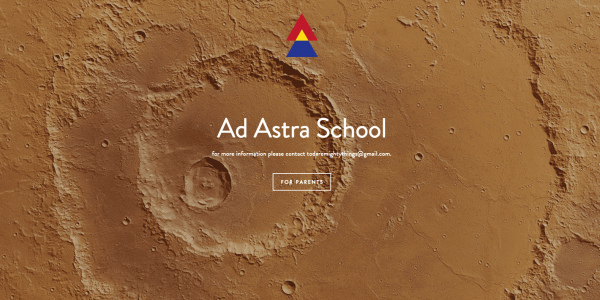 Ad Astra School
for more information please contact todaremightythings@gmail.com.
FOR PARENTS